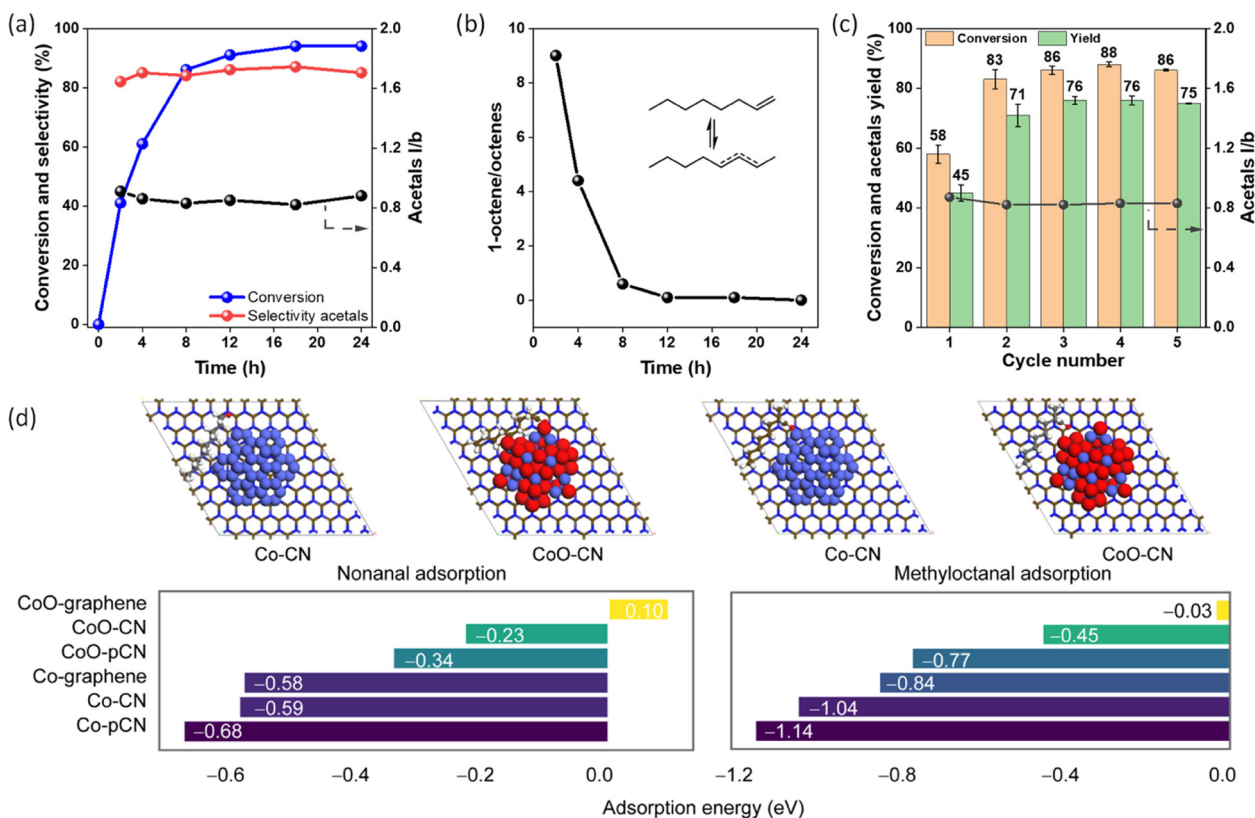 (a)
Conversion and selectivity (%)
100
80
60
40
20
0
2.0
1.6
1.2
0.8
0.4
0.0
Acetals l/b
Conversion
Selectivity acetals
0 4 8 12 16 20 24
Time (h)
(b)
1-octene/octenes
10
8
6
4
2
0
0 4 8 12 16 20 24
Time (h)
(c)
Conversion and acetals yield (%)
100
80
60
40
20
0
Conversion Yield
58 45 83 71 86 76 88 76 86 75
2.0
1.6
1.2
0.8
0.4
0.0
Acetals l/b
1 2 3 4 5
Cycle number
(d)
Co-CN CoO-CN Co-CN CoO-CN
Nonanal adsorption Methyloctanal adsorption
CoO-graphene 0.10 −0.03
CoO-CN −0.23 −0.45
CoO-pCN −0.34 −0.77
Co-graphene −0.58 −0.84
Co-CN −0.59 −1.04
Co-pCN −0.68 −1.14
−0.6 −0.4 −0.2 0.0 −1.2 −0.8 −0.4 0.0
Adsorption energy (eV)